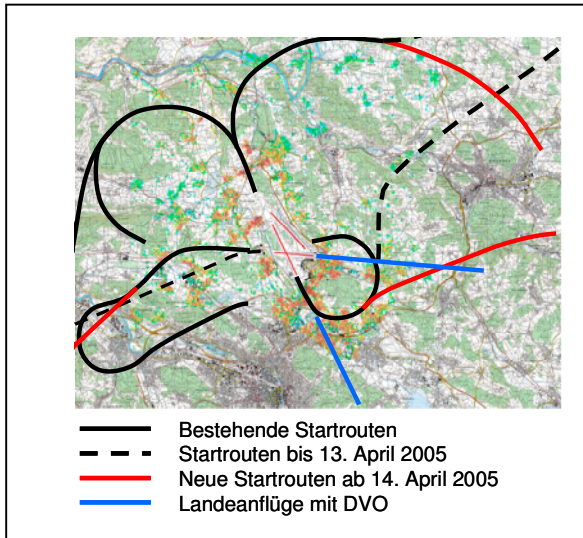 Bestehende Startrouten
Startrouten bis 13. April 2005
Neue Startrouten ab 14. April 2005
Landeanflüge mit DVO